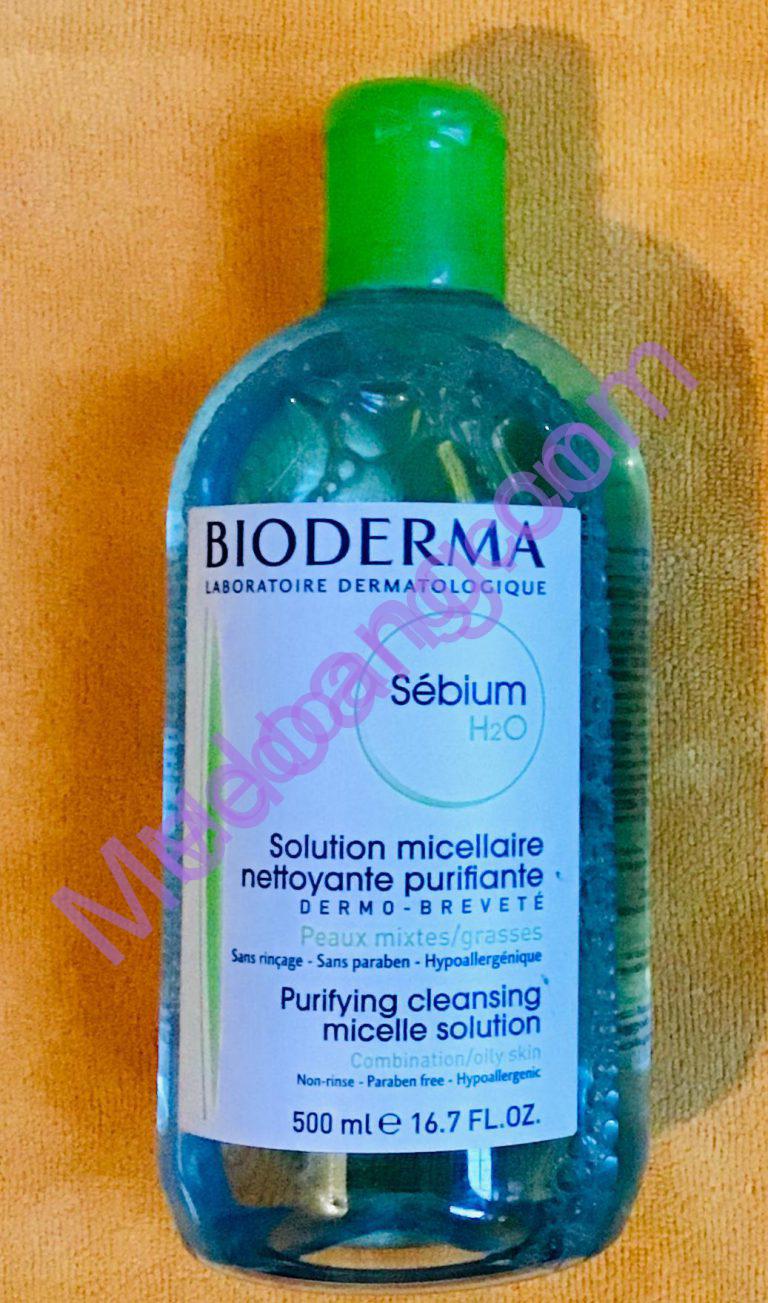 BIODERMA
LABORATOIRE DERMATOLOGIQUE
Sébium
H2O
Solution micellaire
nettoyante purifiante
DERMO-BREVETÉ
Peaux mixtes/grasses
Sans rinçage - Sans paraben - Hypoallergénique
Purifying cleansing
micelle solution
Combination/oily skin
Non-rinse - Paraben free - Hypoallergenic
500 ml e 16.7 FL.OZ.